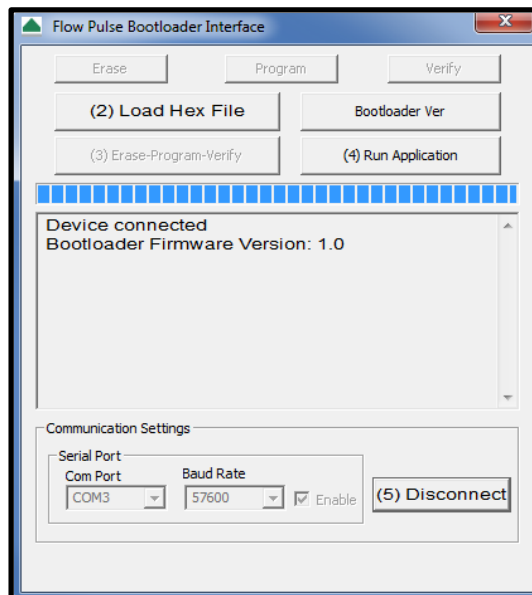 Flow Pulse Bootloader Interface
Erase Program Verify
(2) Load Hex File Bootloader Ver
(3) Erase-Program-Verify (4) Run Application
Device connected
Bootloader Firmware Version: 1.0
Communication Settings
Serial Port
Com Port Baud Rate
COM3 57600 Enable (5) Disconnect